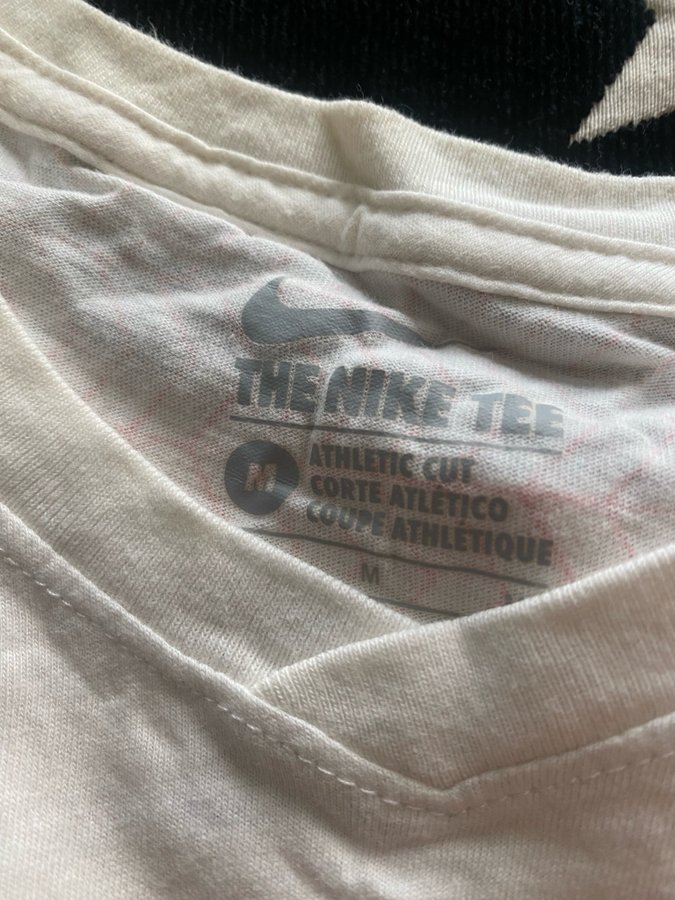 THE NIKE TEE
M
ATHLETIC CUT
CORTE ATLÉTICO
COUPE ATHLÉTIQUE
M